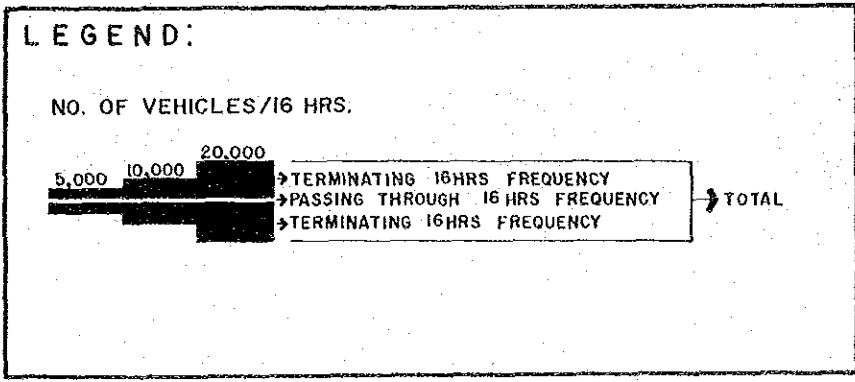 LEGEND:
NO. OF VEHICLES/16 HRS.
5,000 10,000 20,000
TERMINATING 16HRS FREQUENCY
PASSING THROUGH 16 HRS FREQUENCY
TERMINATING 16HRS FREQUENCY
TOTAL